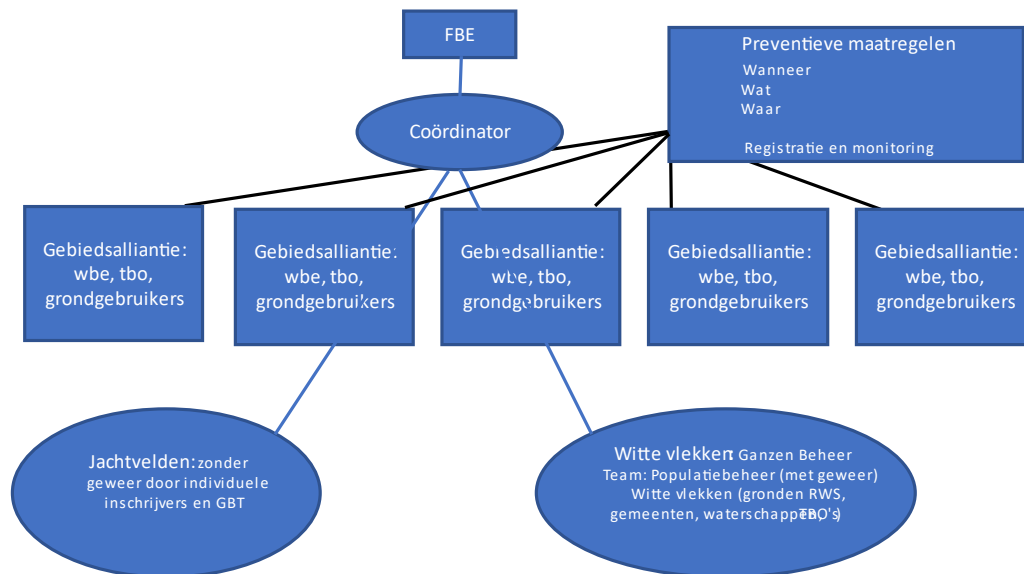 FBE
Preventieve maatregelen
Wanneer
Wat
Waar
Registratie en monitoring
Coördinator
Gebiedsalliantie:
wbe, tbo,
grondgebruikers
Gebiedsalliantie:
wbe, tbo,
grondgebruikers
Gebiedsalliantie:
wbe, tbo,
grondgebruikers
Gebiedsalliantie:
wbe, tbo,
grondgebruikers
Gebiedsalliantie:
wbe, tbo,
grondgebruikers
Jachtvelden: zonder
geweer door individuele
inschrijvers en GBT
Witte vlekken: Ganzen Beheer
Team: Populatiebeheer (met geweer)
Witte vlekken (gronden RWS,
gemeenten, waterschappen, TBO's)